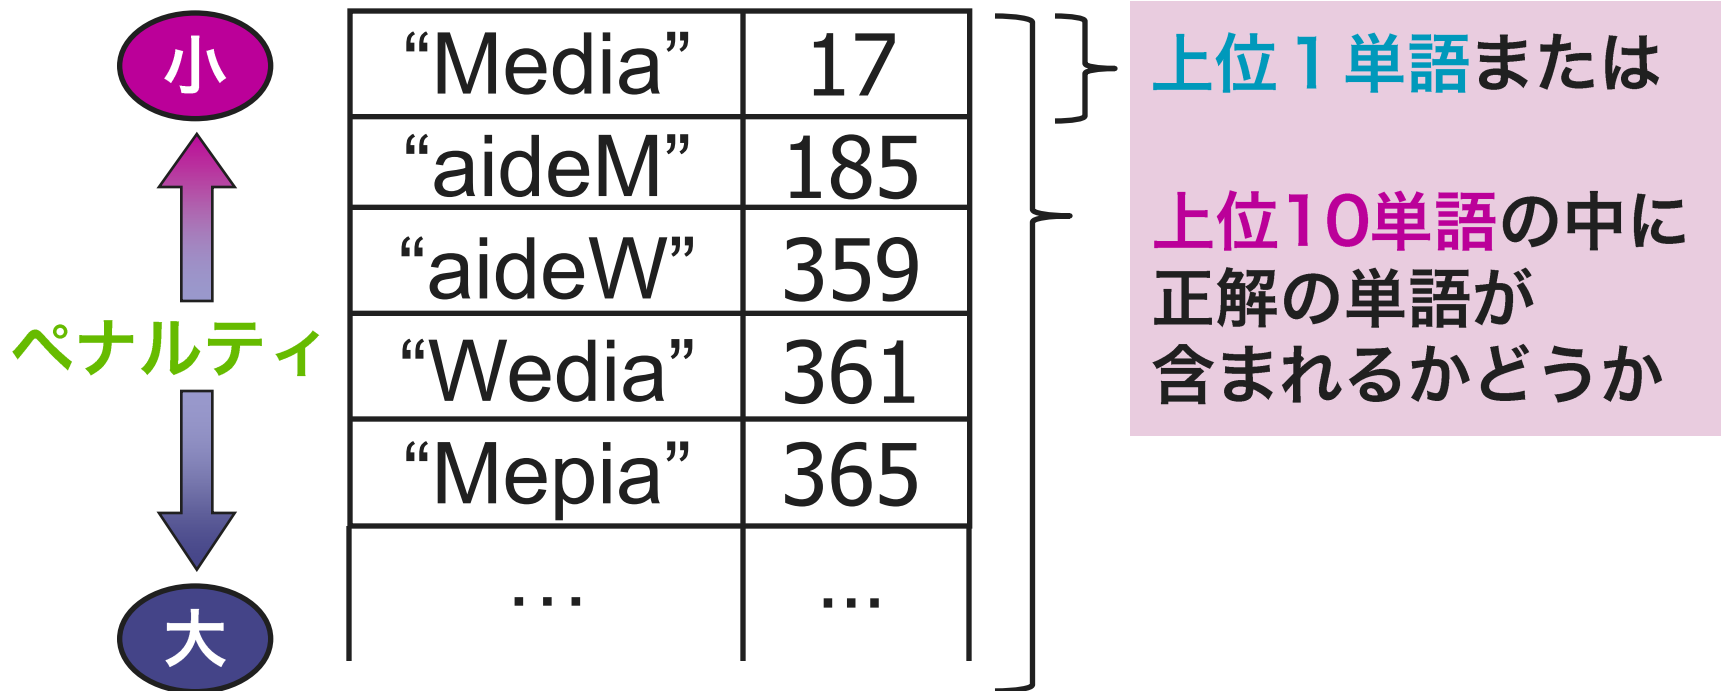 小
ペナルティ
大
“Media” 17
“aideM” 185
“aideW” 359
“Wedia” 361
“Mepia” 365
… …
上位１単語または
上位10単語の中に
正解の単語が
含まれるかどうか